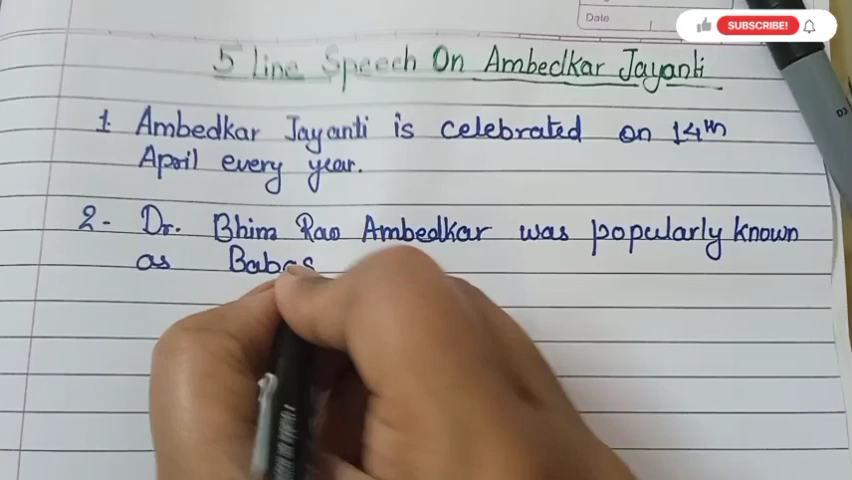 Date
SUBSCRIBE!
5 Line Speech On Ambedkar Jayanti
1. Ambedkar Jayanti is celebrated on 14th
April every year.
2- Dr. Bhim Rao Ambedkar was popularly known
as Babas